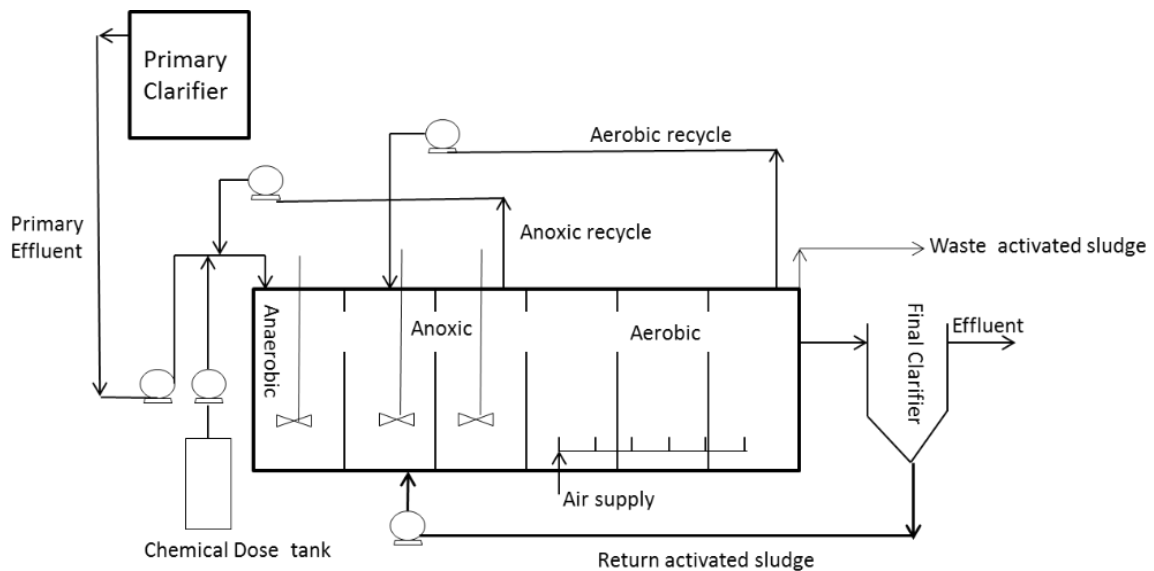 Primary
Clarifier
Aerobic recycle
Primary
Effluent
Anoxic recycle
Waste activated sludge
Anaerobic
Anoxic
Aerobic
Final Clarifier
Effluent
Air supply
Chemical Dose tank
Return activated sludge